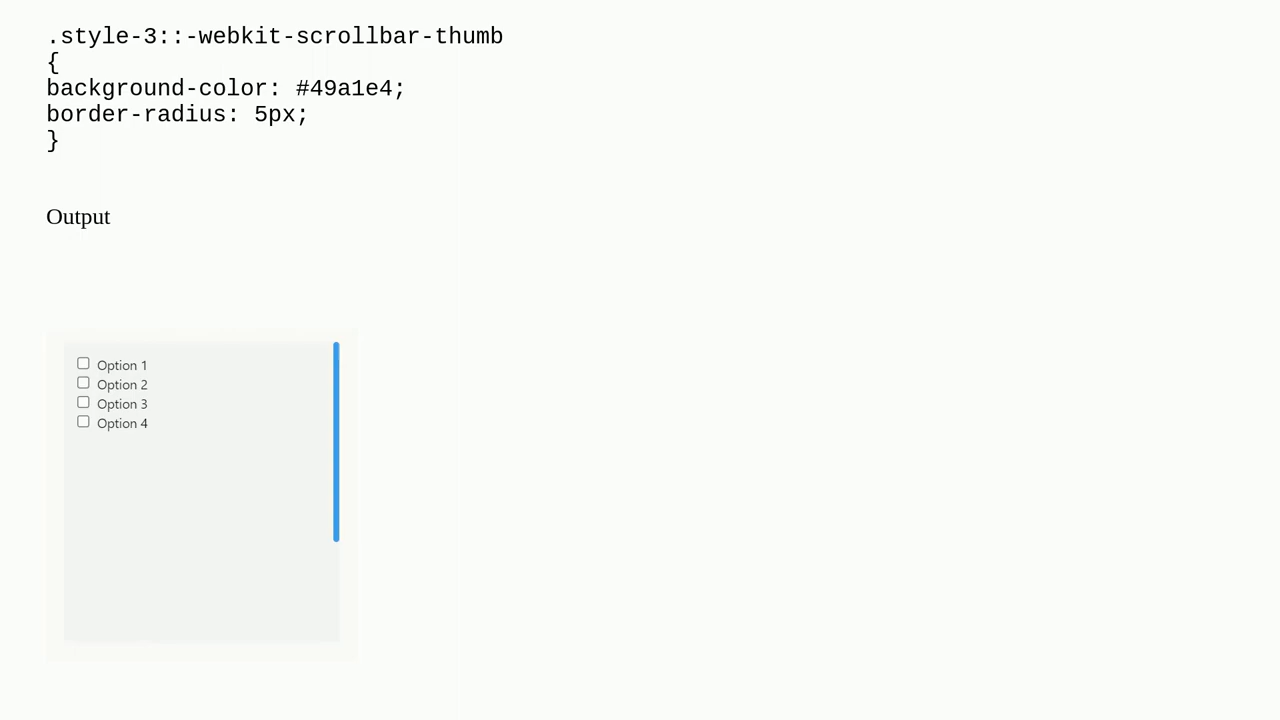 .style-3::-webkit-scrollbar-thumb
{
background-color: #49a1e4;
border-radius: 5px;
}
Output
Option 1
Option 2
Option 3
Option 4